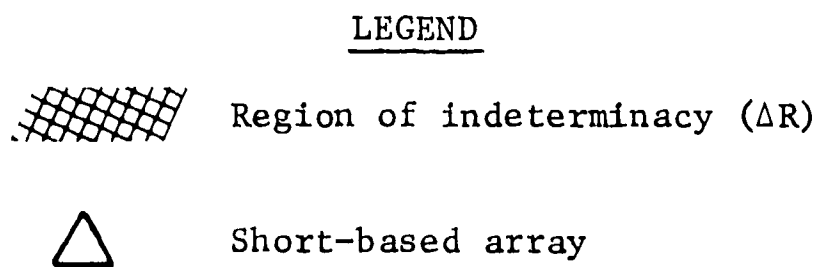 LEGEND
Region of indeterminacy (ΔR)
Short-based array